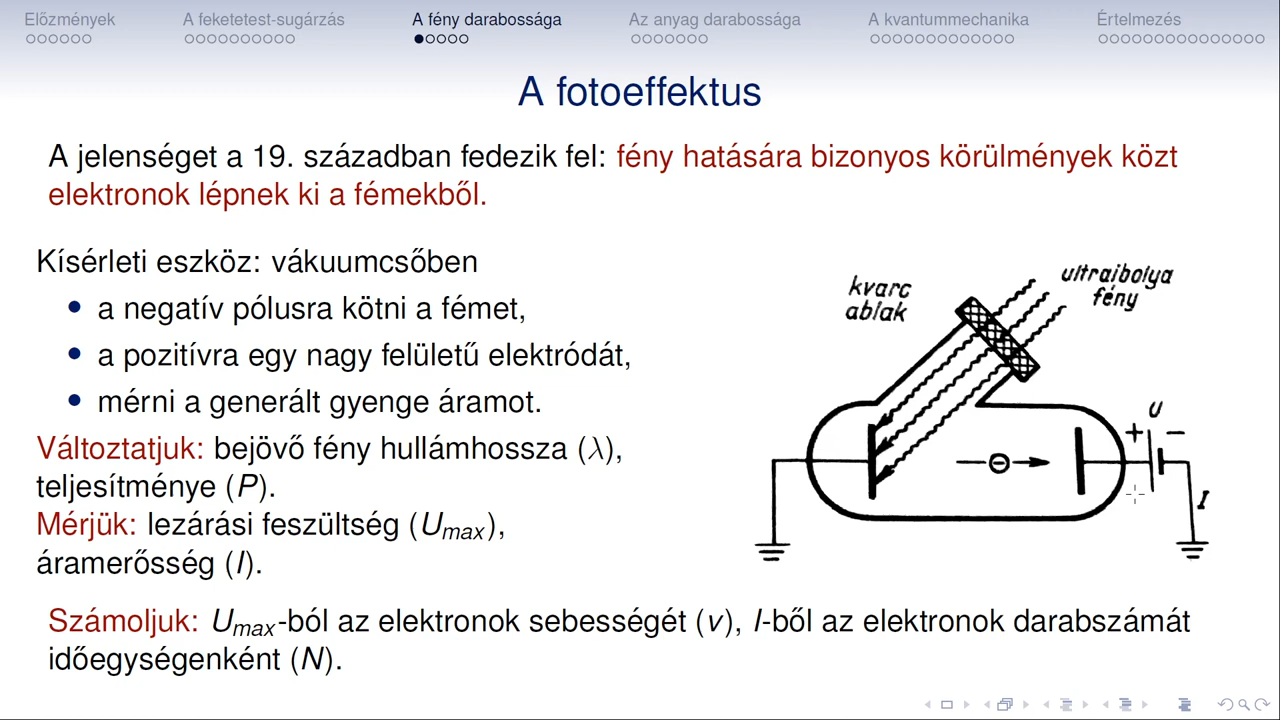 Előzmények
A feketetest-sugárzás
A fény darabossága
Az anyag darabossága
A kvantummechanika
Értelmezés
A fotoeffektus
A jelenséget a 19. században fedezik fel: fény hatására bizonyos körülmények közt
elektronok lépnek ki a fémekből.
Kísérleti eszköz: vákuumcsőben
a negatív pólusra kötni a fémet,
a pozitívra egy nagy felületű elektródát,
mérni a generált gyenge áramot.
Változtatjuk: bejövő fény hullámhossza (λ),
teljesítménye (P).
Mérjük: lezárási feszültség (Umax),
áramerősség (I).
kvarc
ablak
ultraibolya
fény
U
+ −
⊖
I
Számoljuk: Umax-ból az elektronok sebességét (v), I-ből az elektronok darabszámát
időegységenként (N).